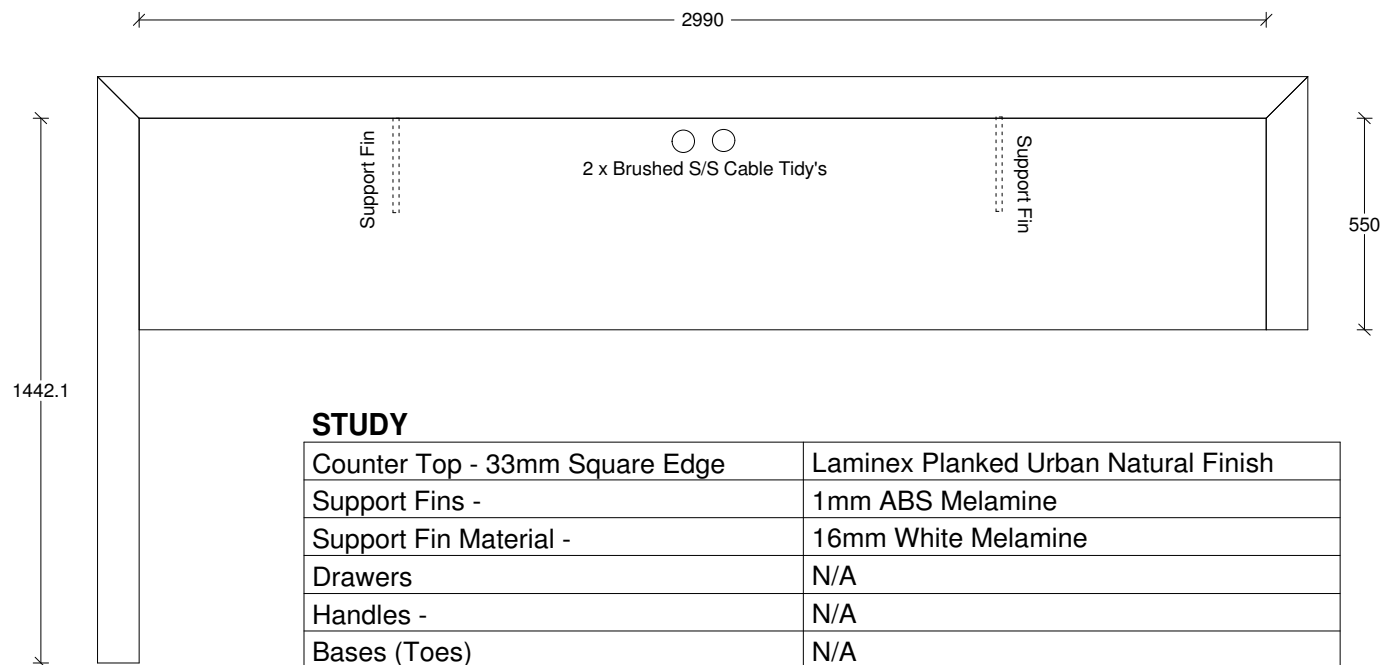 2990
Support Fin
2 x Brushed S/S Cable Tidy's
Support Fin
550
1442.1
STUDY
Counter Top - 33mm Square Edge Laminex Planked Urban Natural Finish
Support Fins - 1mm ABS Melamine
Support Fin Material - 16mm White Melamine
Drawers N/A
Handles - N/A
Bases (Toes) N/A